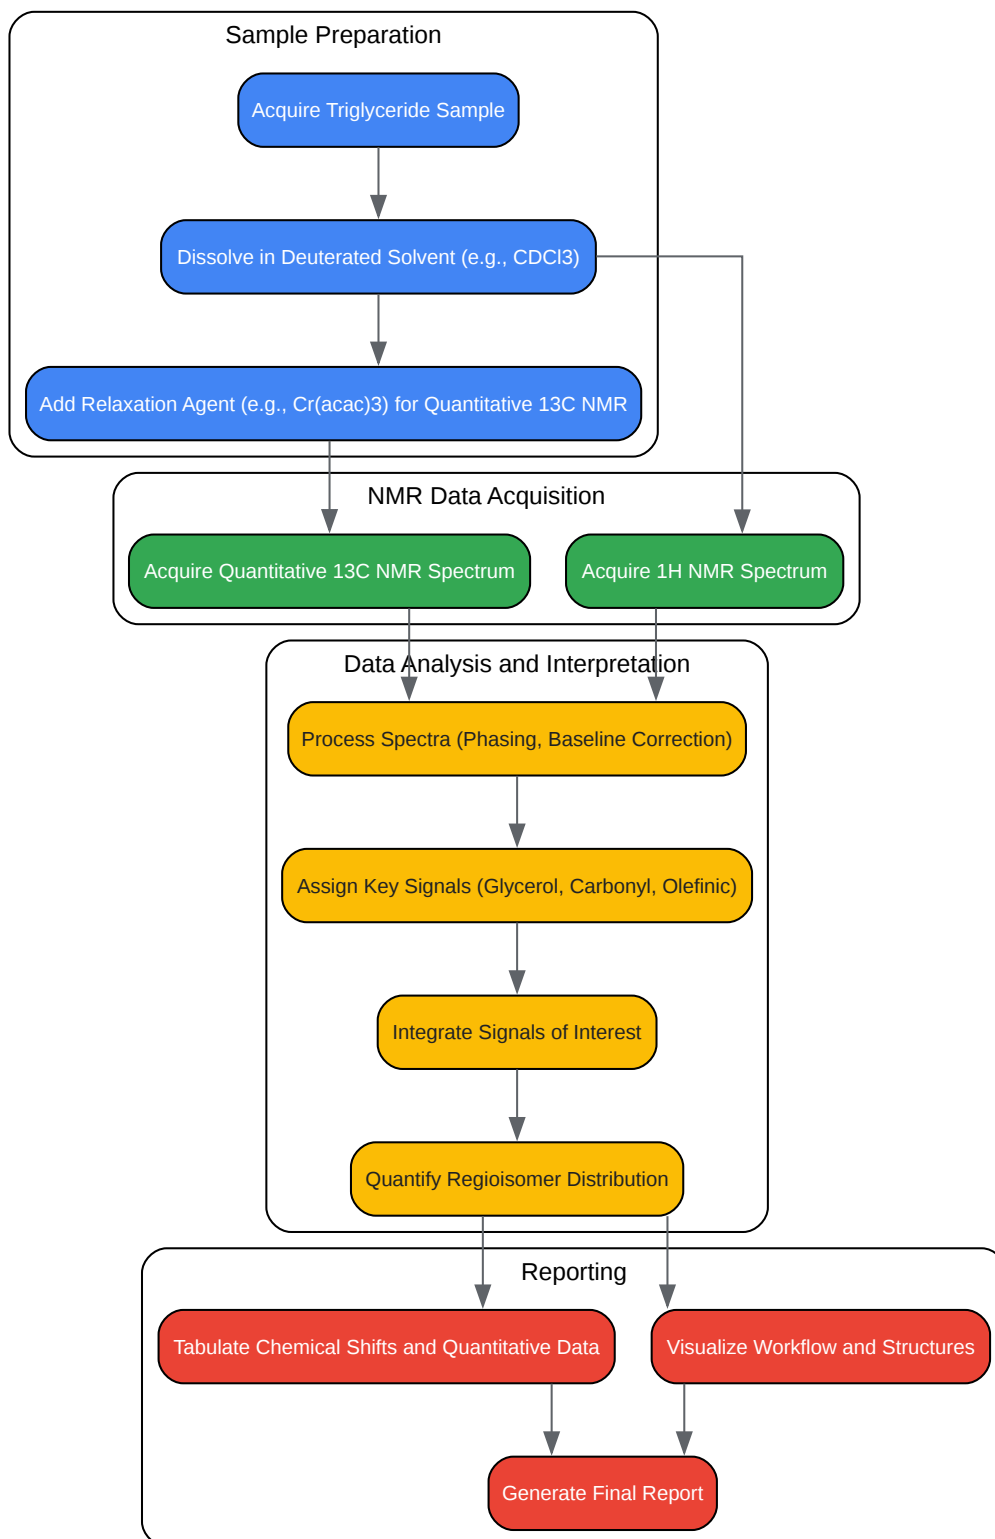 Sample Preparation
Acquire Triglyceride Sample
Dissolve in Deuterated Solvent (e.g., CDCl3)
Add Relaxation Agent (e.g., Cr(acac)3) for Quantitative 13C NMR
NMR Data Acquisition
Acquire Quantitative 13C NMR Spectrum
Acquire 1H NMR Spectrum
Data Analysis and Interpretation
Process Spectra (Phasing, Baseline Correction)
Assign Key Signals (Glycerol, Carbonyl, Olefinic)
Integrate Signals of Interest
Quantify Regioisomer Distribution
Reporting
Tabulate Chemical Shifts and Quantitative Data
Visualize Workflow and Structures
Generate Final Report